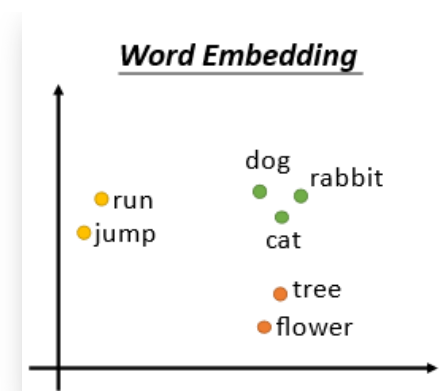 Word Embedding
dog
rabbit
run
jump
cat
tree
flower